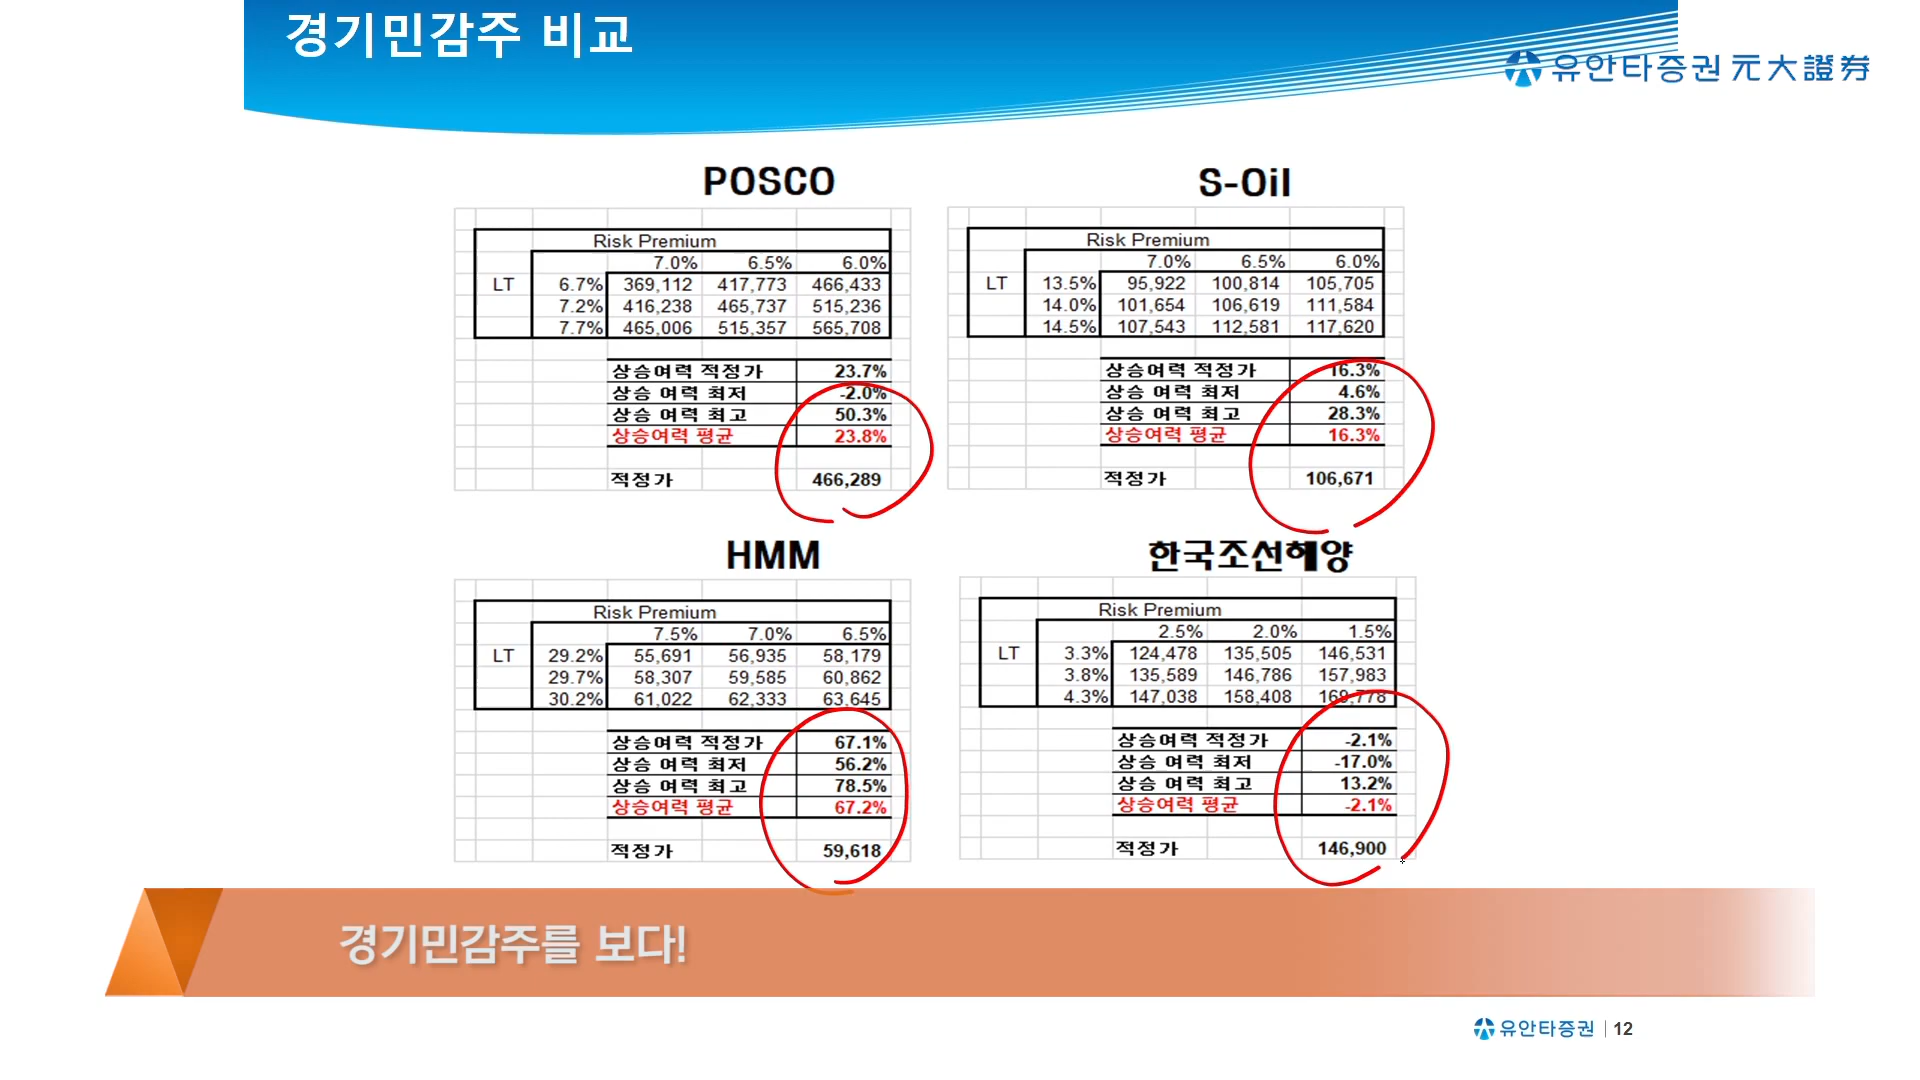 경기민감주 비교
유안타증권 元大證券
POSCO
Risk Premium
7.0% 6.5% 6.0%
LT 6.7% 369,112 417,773 466,433
7.2% 416,238 465,737 515,236
7.7% 465,006 515,357 565,708
상승여력 적정가 23.7%
상승 여력 최저 -2.0%
상승 여력 최고 50.3%
상승여력 평균 23.8%
적정가 466,289
S-Oil
Risk Premium
7.0% 6.5% 6.0%
LT 13.5% 95,922 100,814 105,705
14.0% 101,654 106,619 111,584
14.5% 107,543 112,581 117,620
상승여력 적정가 16.3%
상승 여력 최저 4.6%
상승 여력 최고 28.3%
상승여력 평균 16.3%
적정가 106,671
HMM
Risk Premium
7.5% 7.0% 6.5%
LT 29.2% 55,691 56,935 58,179
29.7% 58,307 59,585 60,862
30.2% 61,022 62,333 63,645
상승여력 적정가 67.1%
상승 여력 최저 56.2%
상승 여력 최고 78.5%
상승여력 평균 67.2%
적정가 59,618
한국조선해양
Risk Premium
2.5% 2.0% 1.5%
LT 3.3% 124,478 135,505 146,531
3.8% 135,589 146,786 157,983
4.3% 147,038 158,408 169,778
상승여력 적정가 -2.1%
상승 여력 최저 -17.0%
상승 여력 최고 13.2%
상승여력 평균 -2.1%
적정가 146,900
경기민감주를 보다!
유안타증권 | 12